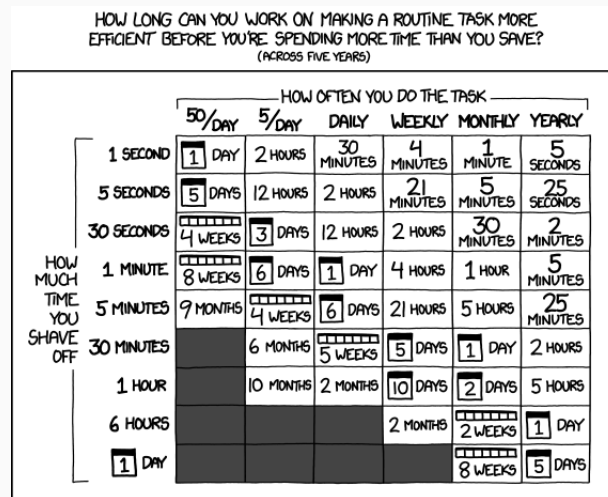 HOW LONG CAN YOU WORK ON MAKING A ROUTINE TASK MORE
EFFICIENT BEFORE YOU'RE SPENDING MORE TIME THAN YOU SAVE?
(ACROSS FIVE YEARS)
HOW OFTEN YOU DO THE TASK
50/DAY 5/DAY DAILY WEEKLY MONTHLY YEARLY
HOW MUCH TIME YOU SHAVE OFF
1 SECOND 1 DAY 2 HOURS 30 MINUTES 4 MINUTES 1 MINUTE 5 SECONDS
5 SECONDS 5 DAYS 12 HOURS 2 HOURS 21 MINUTES 5 MINUTES 25 SECONDS
30 SECONDS 4 WEEKS 3 DAYS 12 HOURS 2 HOURS 30 MINUTES 2 MINUTES
1 MINUTE 8 WEEKS 6 DAYS 1 DAY 4 HOURS 1 HOUR 5 MINUTES
5 MINUTES 9 MONTHS 4 WEEKS 6 DAYS 21 HOURS 5 HOURS 25 MINUTES
30 MINUTES 6 MONTHS 5 WEEKS 5 DAYS 1 DAY 2 HOURS
1 HOUR 10 MONTHS 2 MONTHS 10 DAYS 2 DAYS 5 HOURS
6 HOURS 2 MONTHS 2 WEEKS 1 DAY
1 DAY 8 WEEKS 5 DAYS